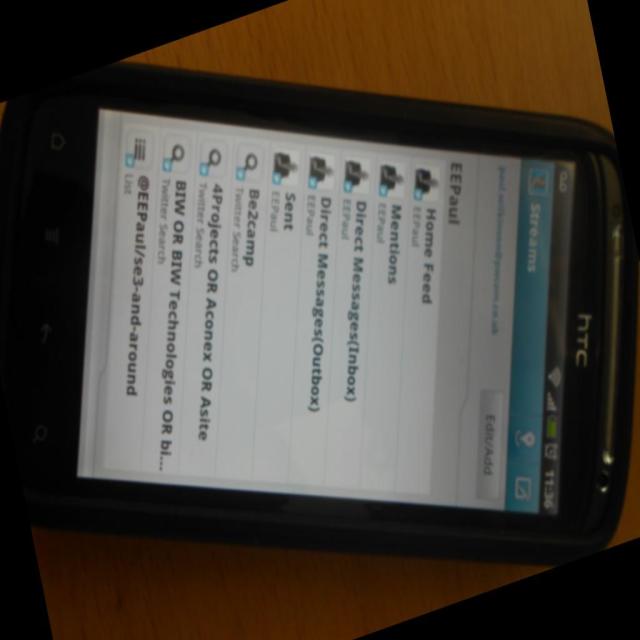 htc
11:36
Streams
Edit/Add
EEPaul
Home Feed
EEPaul
Mentions
EEPaul
Direct Messages(Inbox)
EEPaul
Direct Messages(Outbox)
EEPaul
Sent
EEPaul
Be2camp
Twitter Search
4Projects OR Aconex OR Asite
Twitter Search
BIW OR BIW Technologies OR bi...
Twitter Search
@EEPaul/se3-and-around
List